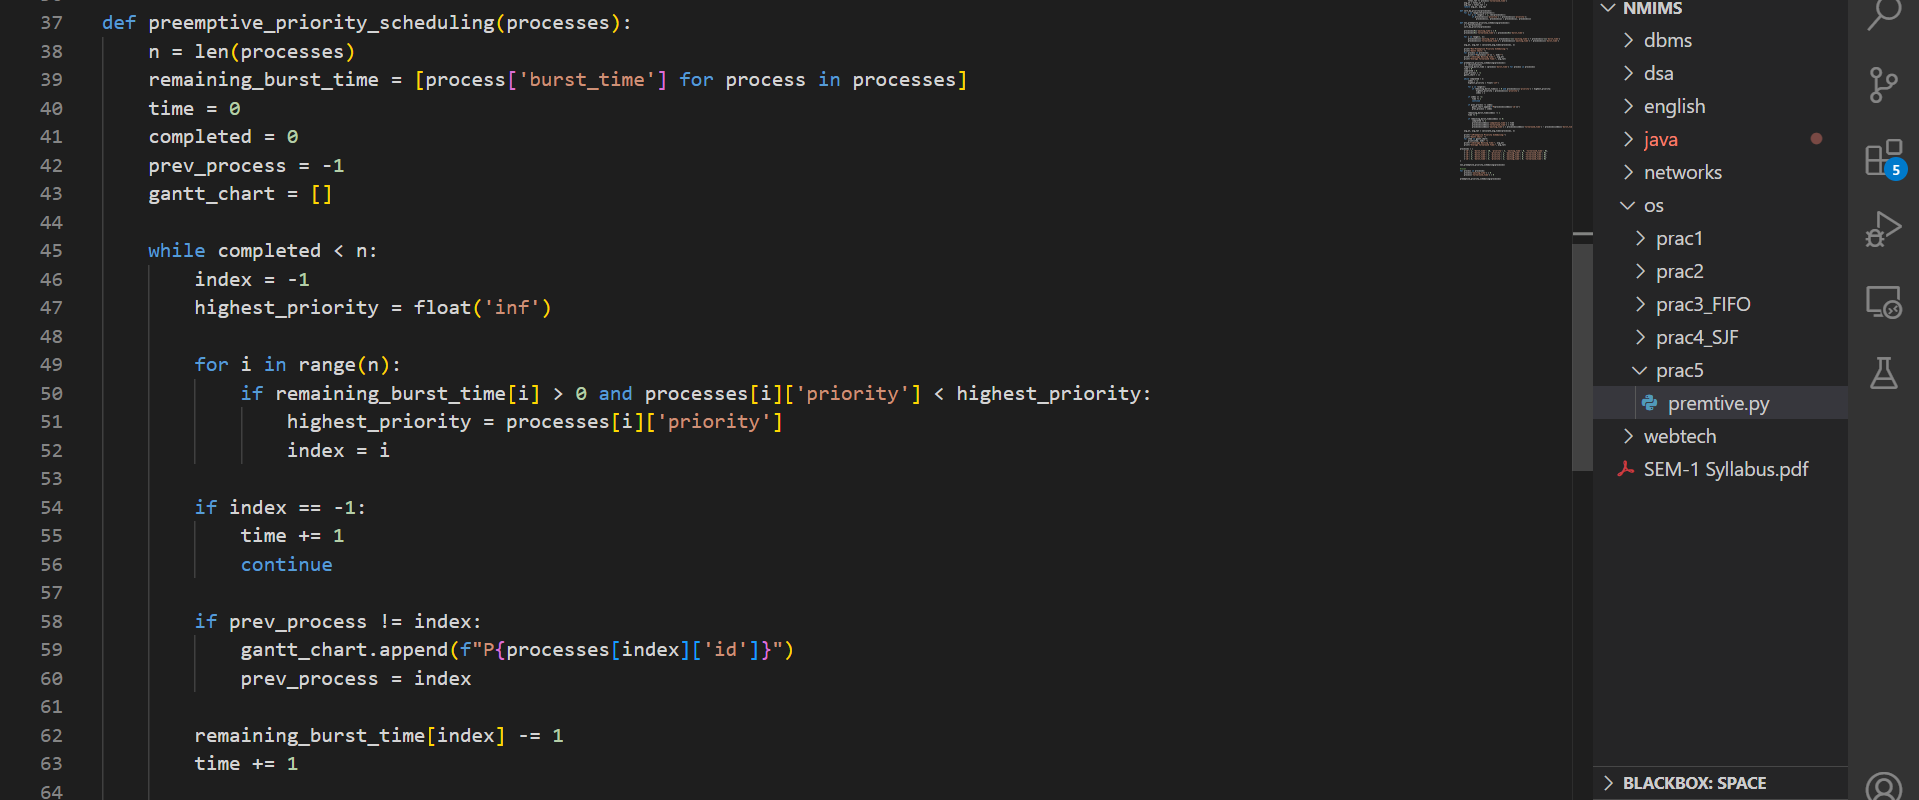 37 def preemptive_priority_scheduling(processes):
38     n = len(processes)
39     remaining_burst_time = [process['burst_time'] for process in processes]
40     time = 0
41     completed = 0
42     prev_process = -1
43     gantt_chart = []
44
45     while completed < n:
46         index = -1
47         highest_priority = float('inf')
48
49         for i in range(n):
50             if remaining_burst_time[i] > 0 and processes[i]['priority'] < highest_priority:
51                 highest_priority = processes[i]['priority']
52                 index = i
53
54         if index == -1:
55             time += 1
56             continue
57
58         if prev_process != index:
59             gantt_chart.append(f"P{processes[index]['id']}")
60             prev_process = index
61
62         remaining_burst_time[index] -= 1
63         time += 1
64
NMIMS
dbms
dsa
english
java
networks
os
prac1
prac2
prac3_FIFO
prac4_SJF
prac5
premtive.py
webtech
SEM-1 Syllabus.pdf
BLACKBOX: SPACE
5